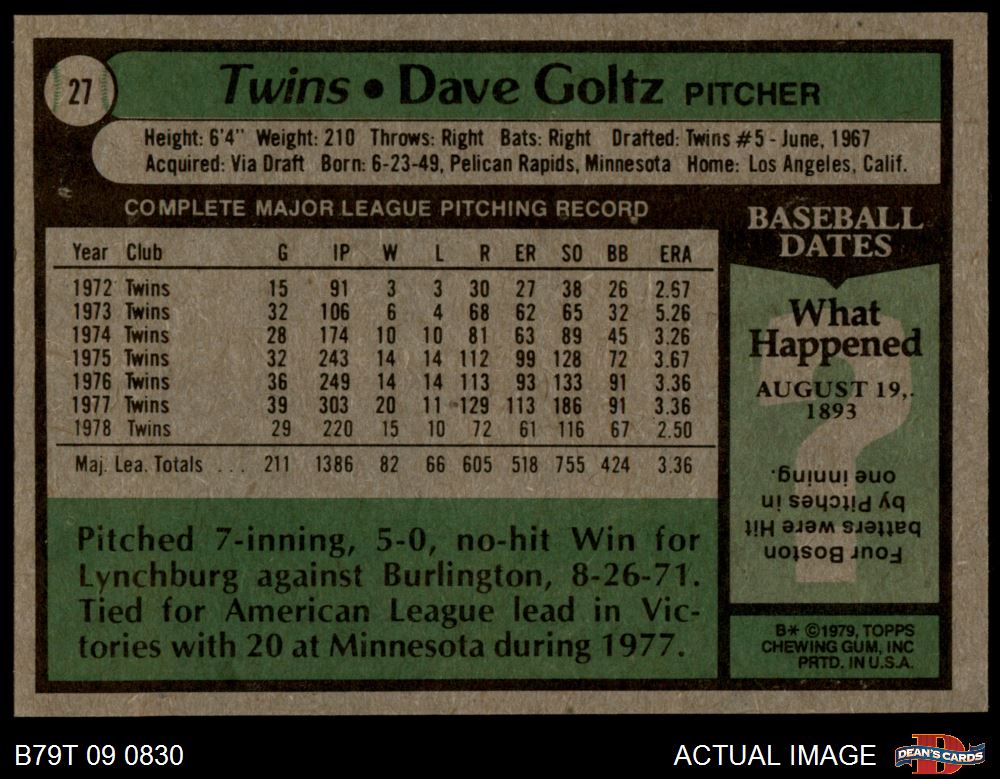 27
Twins • Dave Goltz PITCHER
Height: 6'4" Weight: 210 Throws: Right Bats: Right Drafted: Twins #5 - June, 1967
Acquired: Via Draft Born: 6-23-49, Pelican Rapids, Minnesota Home: Los Angeles, Calif.
COMPLETE MAJOR LEAGUE PITCHING RECORD
Year Club G IP W L R ER SO BB ERA
1972 Twins 15 91 3 3 30 27 38 26 2.67
1973 Twins 32 106 6 4 68 62 65 32 5.26
1974 Twins 28 174 10 10 81 63 89 45 3.26
1975 Twins 32 243 14 14 112 99 128 72 3.67
1976 Twins 36 249 14 14 113 93 133 91 3.36
1977 Twins 39 303 20 11 129 113 186 91 3.36
1978 Twins 29 220 15 10 72 61 116 67 2.50
Maj. Lea. Totals ... 211 1386 82 66 605 518 755 424 3.36
Pitched 7-inning, 5-0, no-hit Win for
Lynchburg against Burlington, 8-26-71.
Tied for American League lead in Vic-
tories with 20 at Minnesota during 1977.
BASEBALL
DATES
What
Happened
AUGUST 19,.
1893
?
Four Boston
batters were Hit
by Pitches in
one inning.
B* ©1979, TOPPS
CHEWING GUM, INC
PRTD. IN U.S.A.
B79T 09 0830
ACTUAL IMAGE
D
DEAN'S CARDS